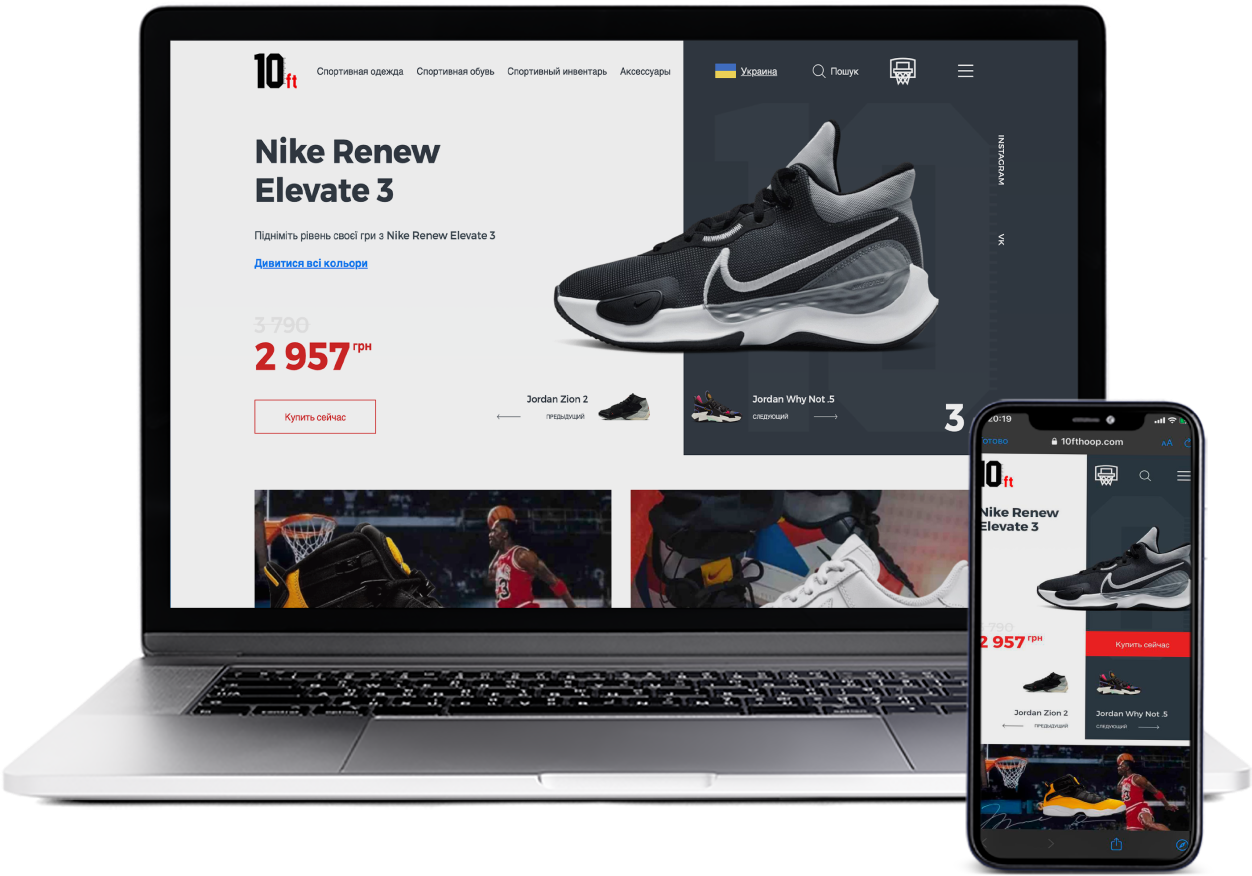 10ft
Спортивная одежда Спортивная обувь Спортивный инвентарь Аксессуары
Украина
Пошук
Nike Renew
Elevate 3
Підніміть рівень своєї гри з Nike Renew Elevate 3
Дивитися всі кольори
3 790
2 957 грн
Купить сейчас
INSTAGRAM
VK
Jordan Zion 2
ПРЕДЫДУЩИЙ
Jordan Why Not .5
СЛЕДУЮЩИЙ
3
20:19
отово
10fthoop.com
AA
10ft
Nike Renew
Elevate 3
3 790
2 957 грн
Купить сейчас
Jordan Zion 2
ПРЕДЫДУЩИЙ
Jordan Why Not .5
СЛЕДУЮЩИЙ